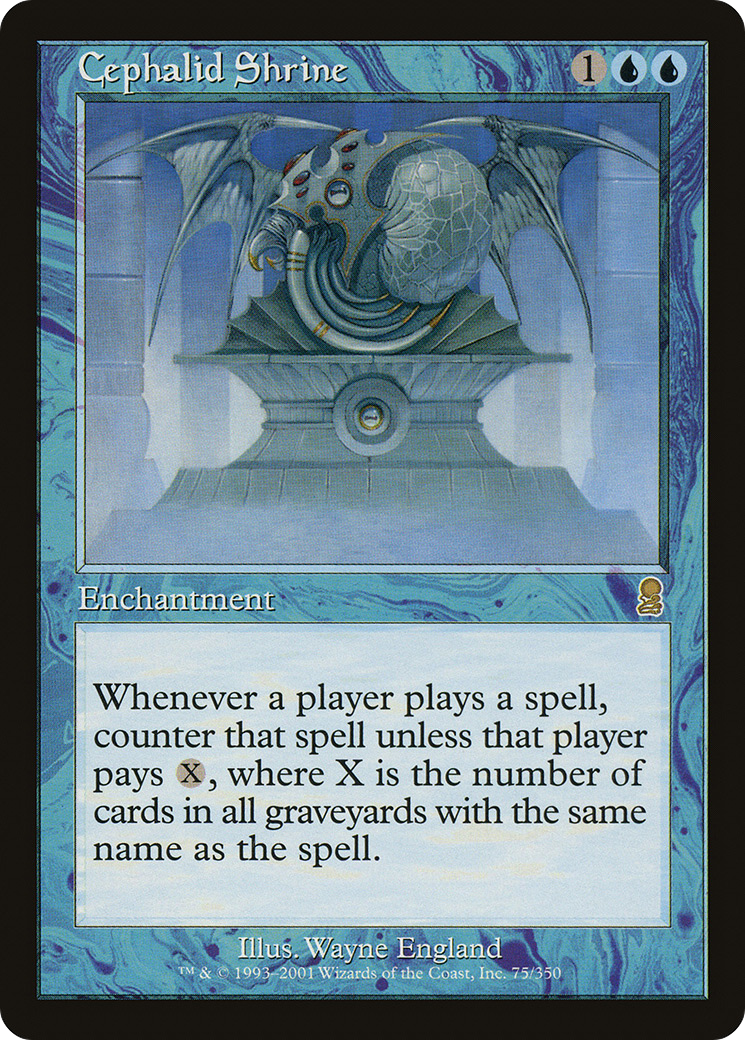 Cephalid Shrine 1
Enchantment
Whenever a player plays a spell,
counter that spell unless that player
pays X, where X is the number of
cards in all graveyards with the same
name as the spell.
Illus. Wayne England
™ & © 1993–2001 Wizards of the Coast, Inc. 75/350